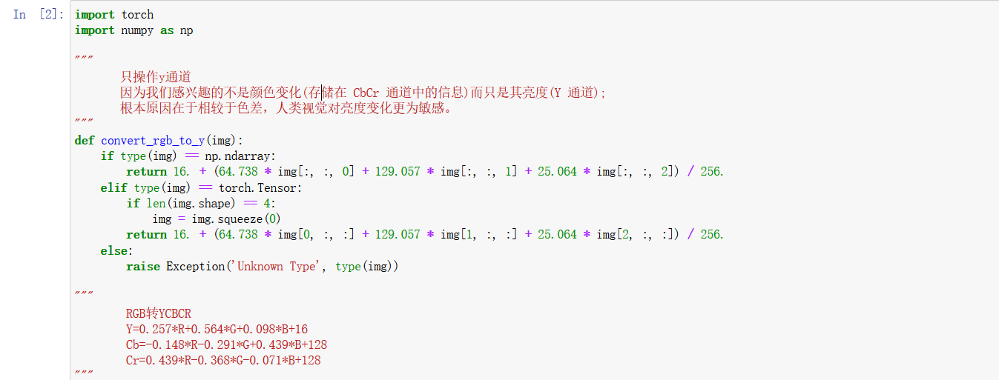 In [2]:
import torch
import numpy as np
"""
只操作y通道
因为我们感兴趣的不是颜色变化(存储在 CbCr 通道中的信息)而只是其亮度(Y 通道);
根本原因在于相较于色差，人类视觉对亮度变化更为敏感。
"""
def convert_rgb_to_y(img):
    if type(img) == np.ndarray:
        return 16. + (64.738 * img[:, :, 0] + 129.057 * img[:, :, 1] + 25.064 * img[:, :, 2]) / 256.
    elif type(img) == torch.Tensor:
        if len(img.shape) == 4:
            img = img.squeeze(0)
        return 16. + (64.738 * img[0, :, :] + 129.057 * img[1, :, :] + 25.064 * img[2, :, :]) / 256.
    else:
        raise Exception('Unknown Type', type(img))
"""
RGB转YCBCR
Y=0.257*R+0.564*G+0.098*B+16
Cb=-0.148*R-0.291*G+0.439*B+128
Cr=0.439*R-0.368*G-0.071*B+128
"""